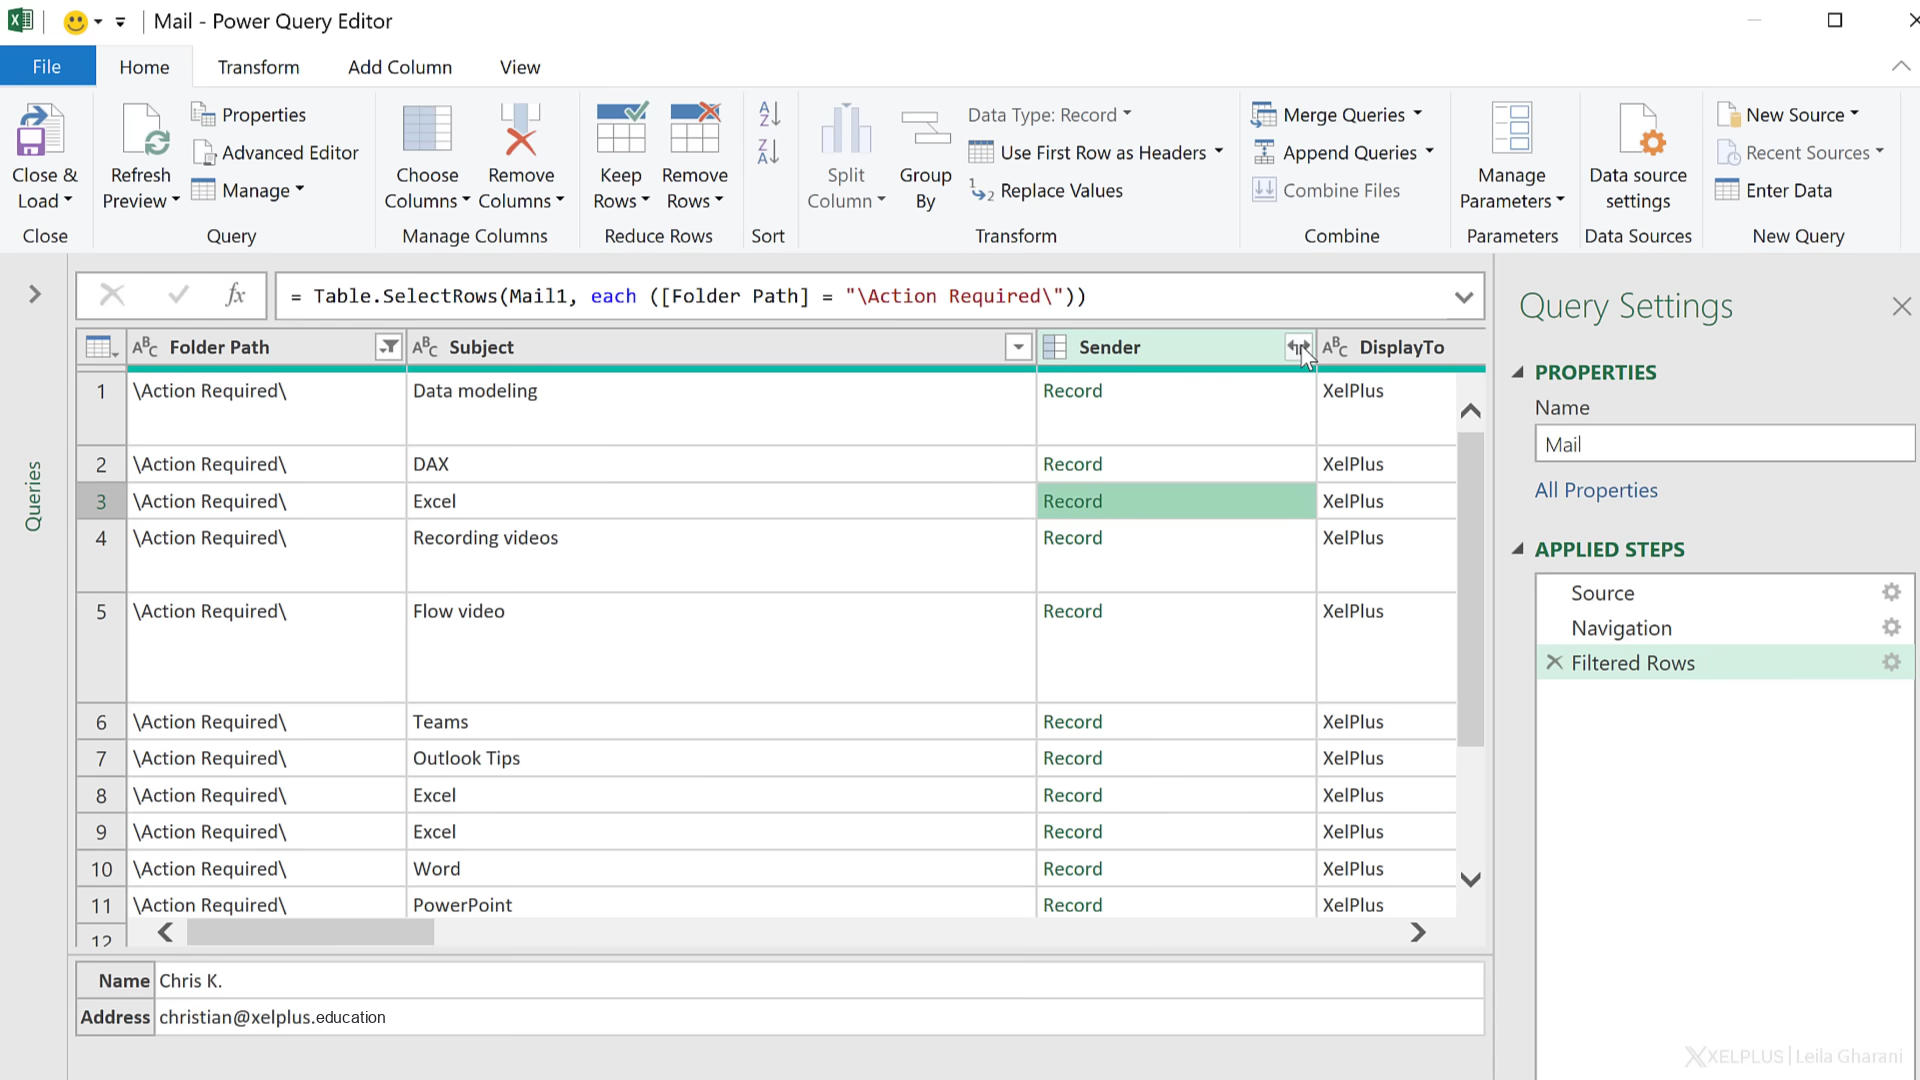 Mail - Power Query Editor
File Home Transform Add Column View
Close & Load
Close
Refresh Preview
Properties
Advanced Editor
Manage
Query
Choose Columns
Remove Columns
Manage Columns
Keep Rows
Remove Rows
Reduce Rows
A Z
Z A
Sort
Split Column
Group By
Data Type: Record
Use First Row as Headers
1 2 Replace Values
Transform
Merge Queries
Append Queries
Combine Files
Combine
Manage Parameters
Parameters
Data source settings
Data Sources
New Source
Recent Sources
Enter Data
New Query
fx = Table.SelectRows(Mail1, each ([Folder Path] = "\Action Required\"))
Queries
ABC Folder Path ABC Subject Sender ABC DisplayTo
1 \Action Required\ Data modeling Record XelPlus
2 \Action Required\ DAX Record XelPlus
3 \Action Required\ Excel Record XelPlus
4 \Action Required\ Recording videos Record XelPlus
5 \Action Required\ Flow video Record XelPlus
6 \Action Required\ Teams Record XelPlus
7 \Action Required\ Outlook Tips Record XelPlus
8 \Action Required\ Excel Record XelPlus
9 \Action Required\ Excel Record XelPlus
10 \Action Required\ Word Record XelPlus
11 \Action Required\ PowerPoint Record XelPlus
12
Name Chris K.
Address christian@xelplus.education
Query Settings
PROPERTIES
Name
Mail
All Properties
APPLIED STEPS
Source
Navigation
Filtered Rows
XELPLUS | Leila Gharani